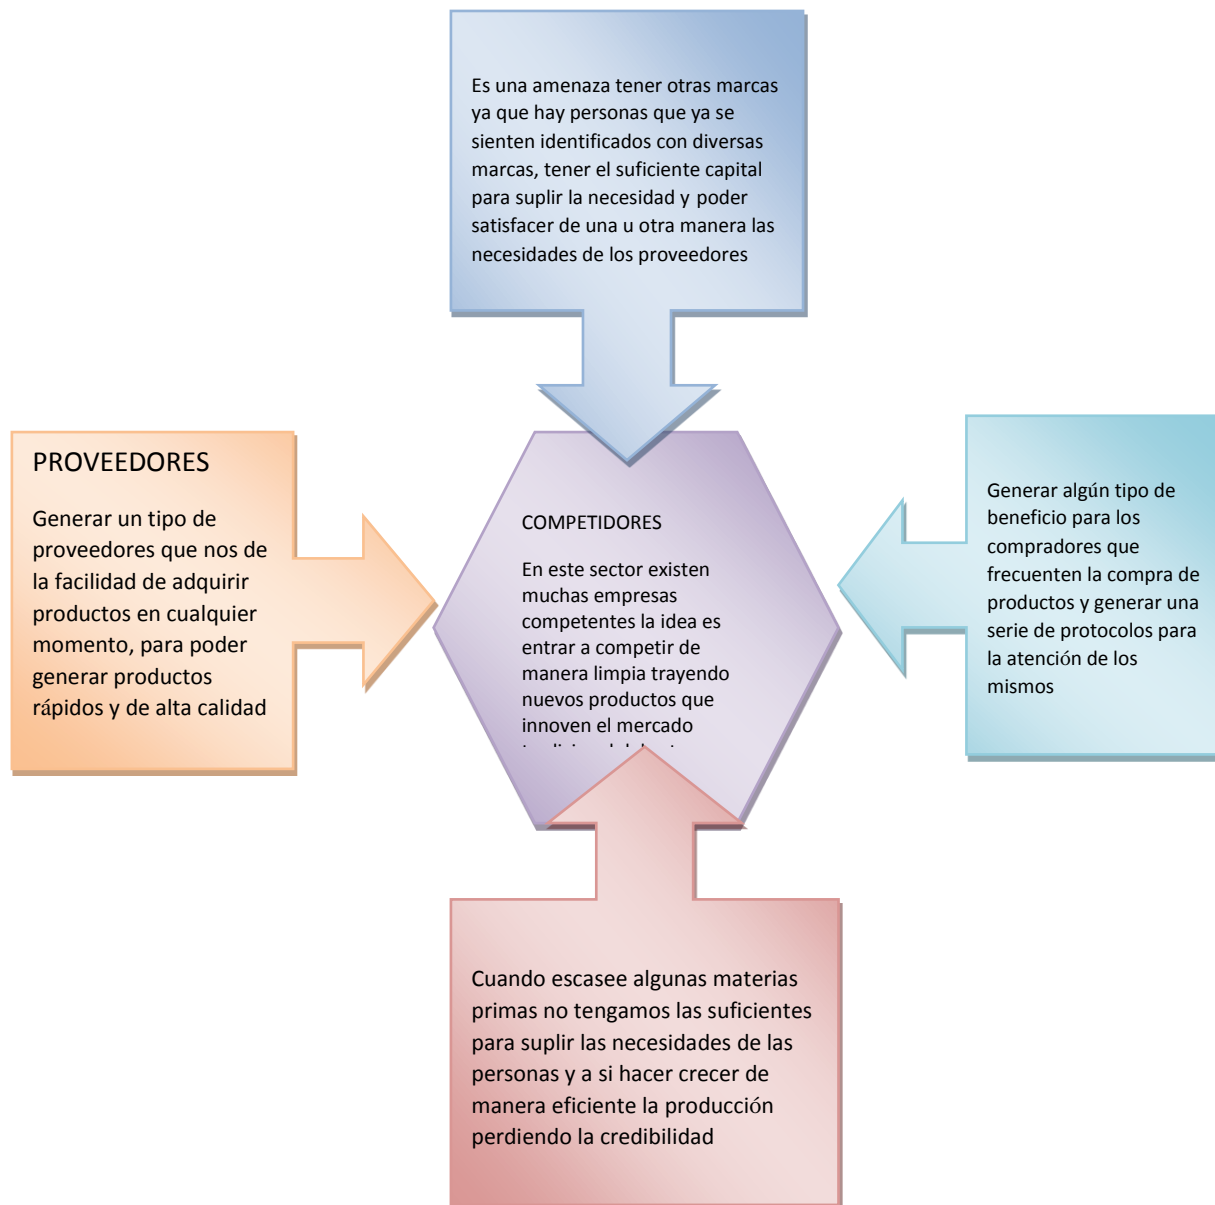 Es una amenaza tener otras marcas
ya que hay personas que ya se
sienten identificados con diversas
marcas, tener el suficiente capital
para suplir la necesidad y poder
satisfacer de una u otra manera las
necesidades de los proveedores
PROVEEDORES
Generar un tipo de
proveedores que nos de
la facilidad de adquirir
productos en cualquier
momento, para poder
generar productos
rápidos y de alta calidad
COMPETIDORES
En este sector existen
muchas empresas
competentes la idea es
entrar a competir de
manera limpia trayendo
nuevos productos que
innoven el mercado
Generar algún tipo de
beneficio para los
compradores que
frecuenten la compra de
productos y generar una
serie de protocolos para
la atención de los
mismos
Cuando escasee algunas materias
primas no tengamos las suficientes
para suplir las necesidades de las
personas y a si hacer crecer de
manera eficiente la producción
perdiendo la credibilidad